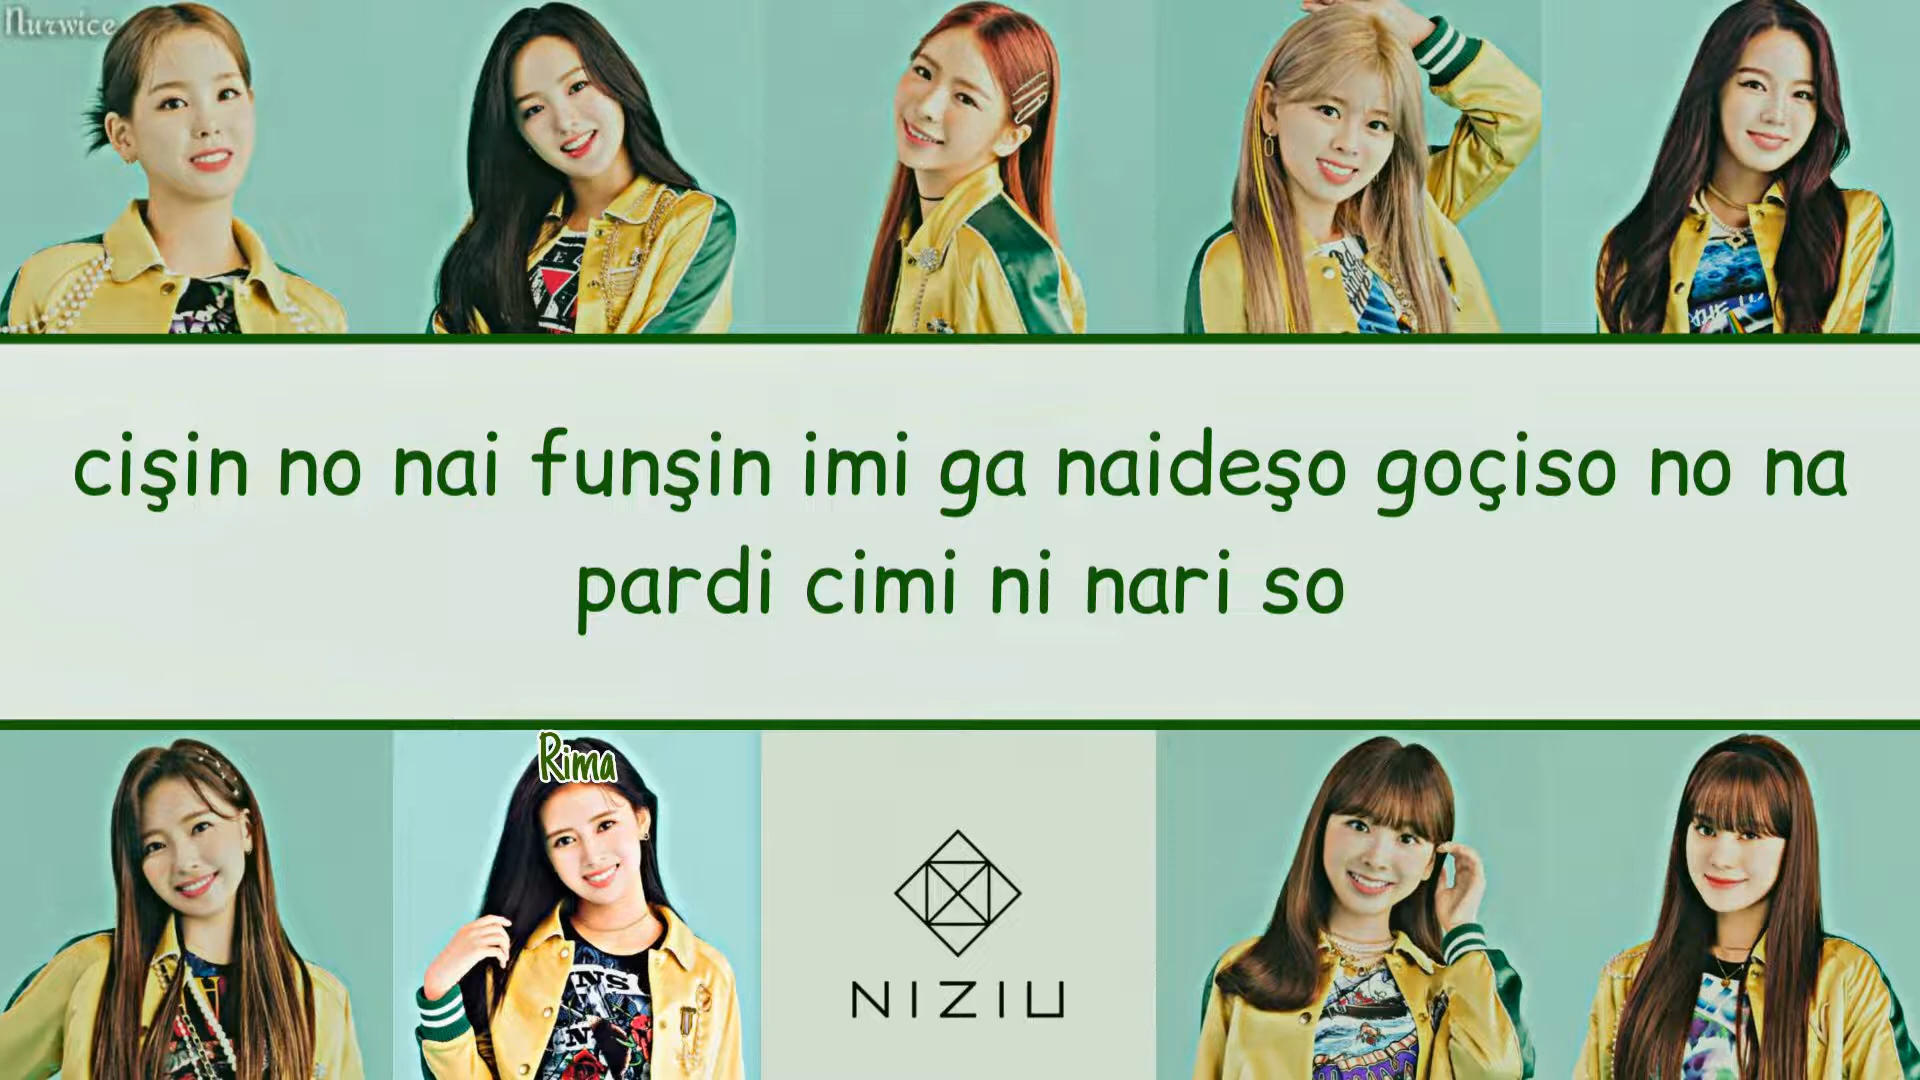 Nurwice
cişin no nai funşin imi ga naideşo goçiso no na
pardi cimi ni nari so
Rima
NIZIU